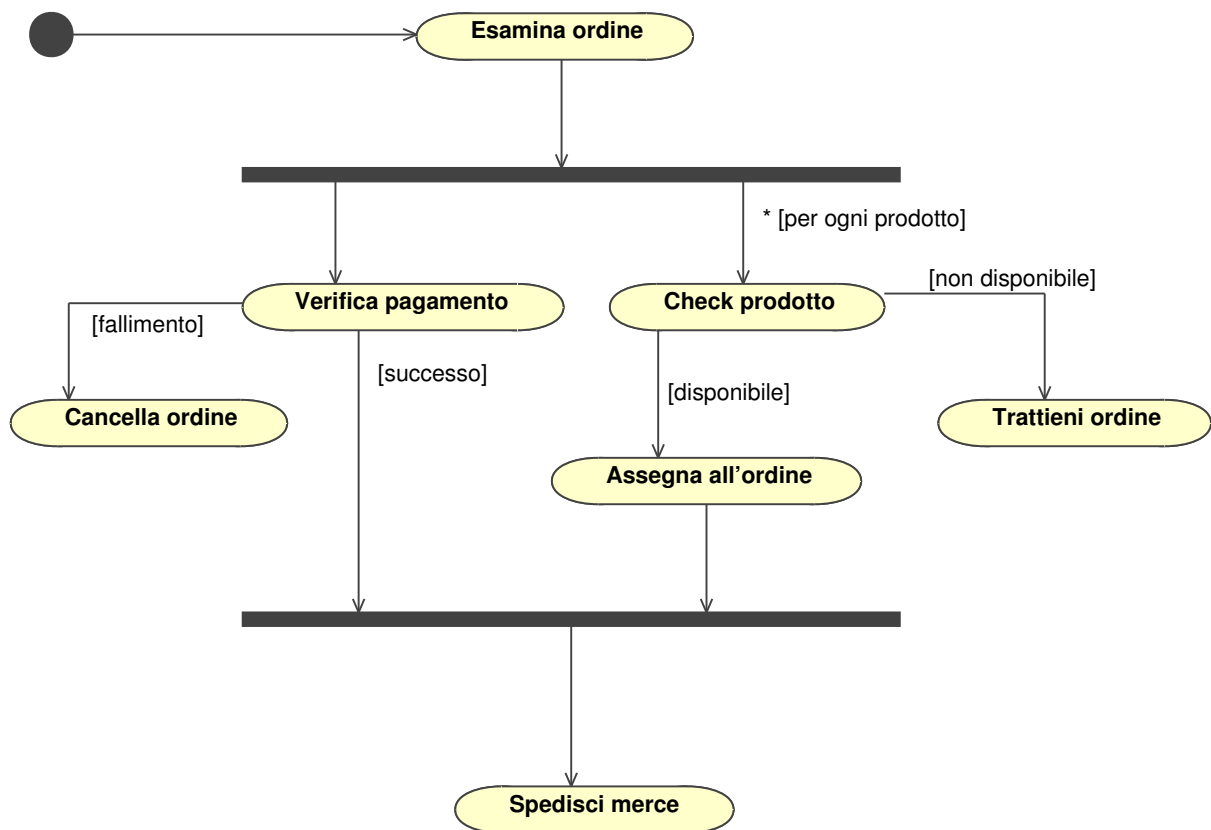 Esamina ordine
* [per ogni prodotto]
[non disponibile]
Verifica pagamento
Check prodotto
[fallimento]
[successo]
[disponibile]
Cancella ordine
Trattieni ordine
Assegna all’ordine
Spedisci merce